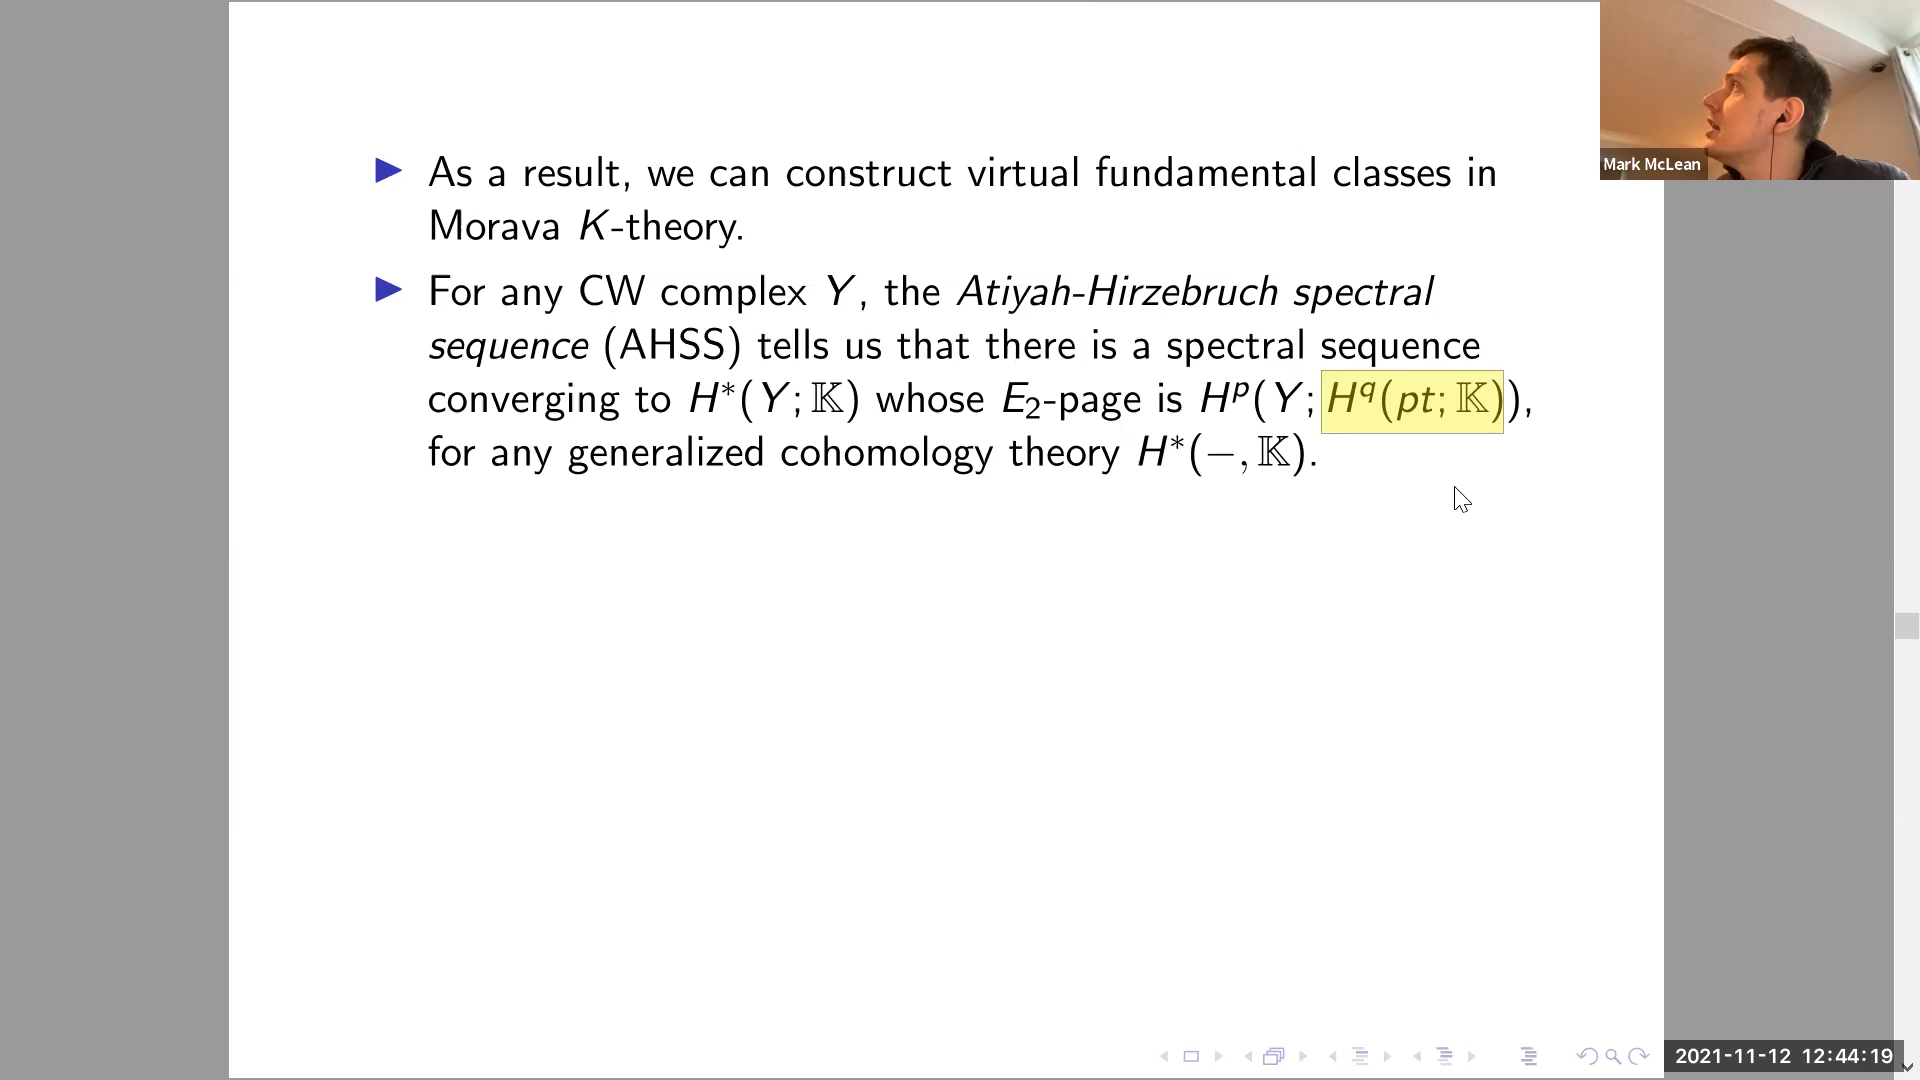 As a result, we can construct virtual fundamental classes in
Morava K-theory.
For any CW complex Y, the Atiyah-Hirzebruch spectral
sequence (AHSS) tells us that there is a spectral sequence
converging to H*(Y; 𝕂) whose E₂-page is Hᵖ(Y; H^q(pt; 𝕂)),
for any generalized cohomology theory H*(−, 𝕂).
Mark McLean
2021-11-12 12:44:19